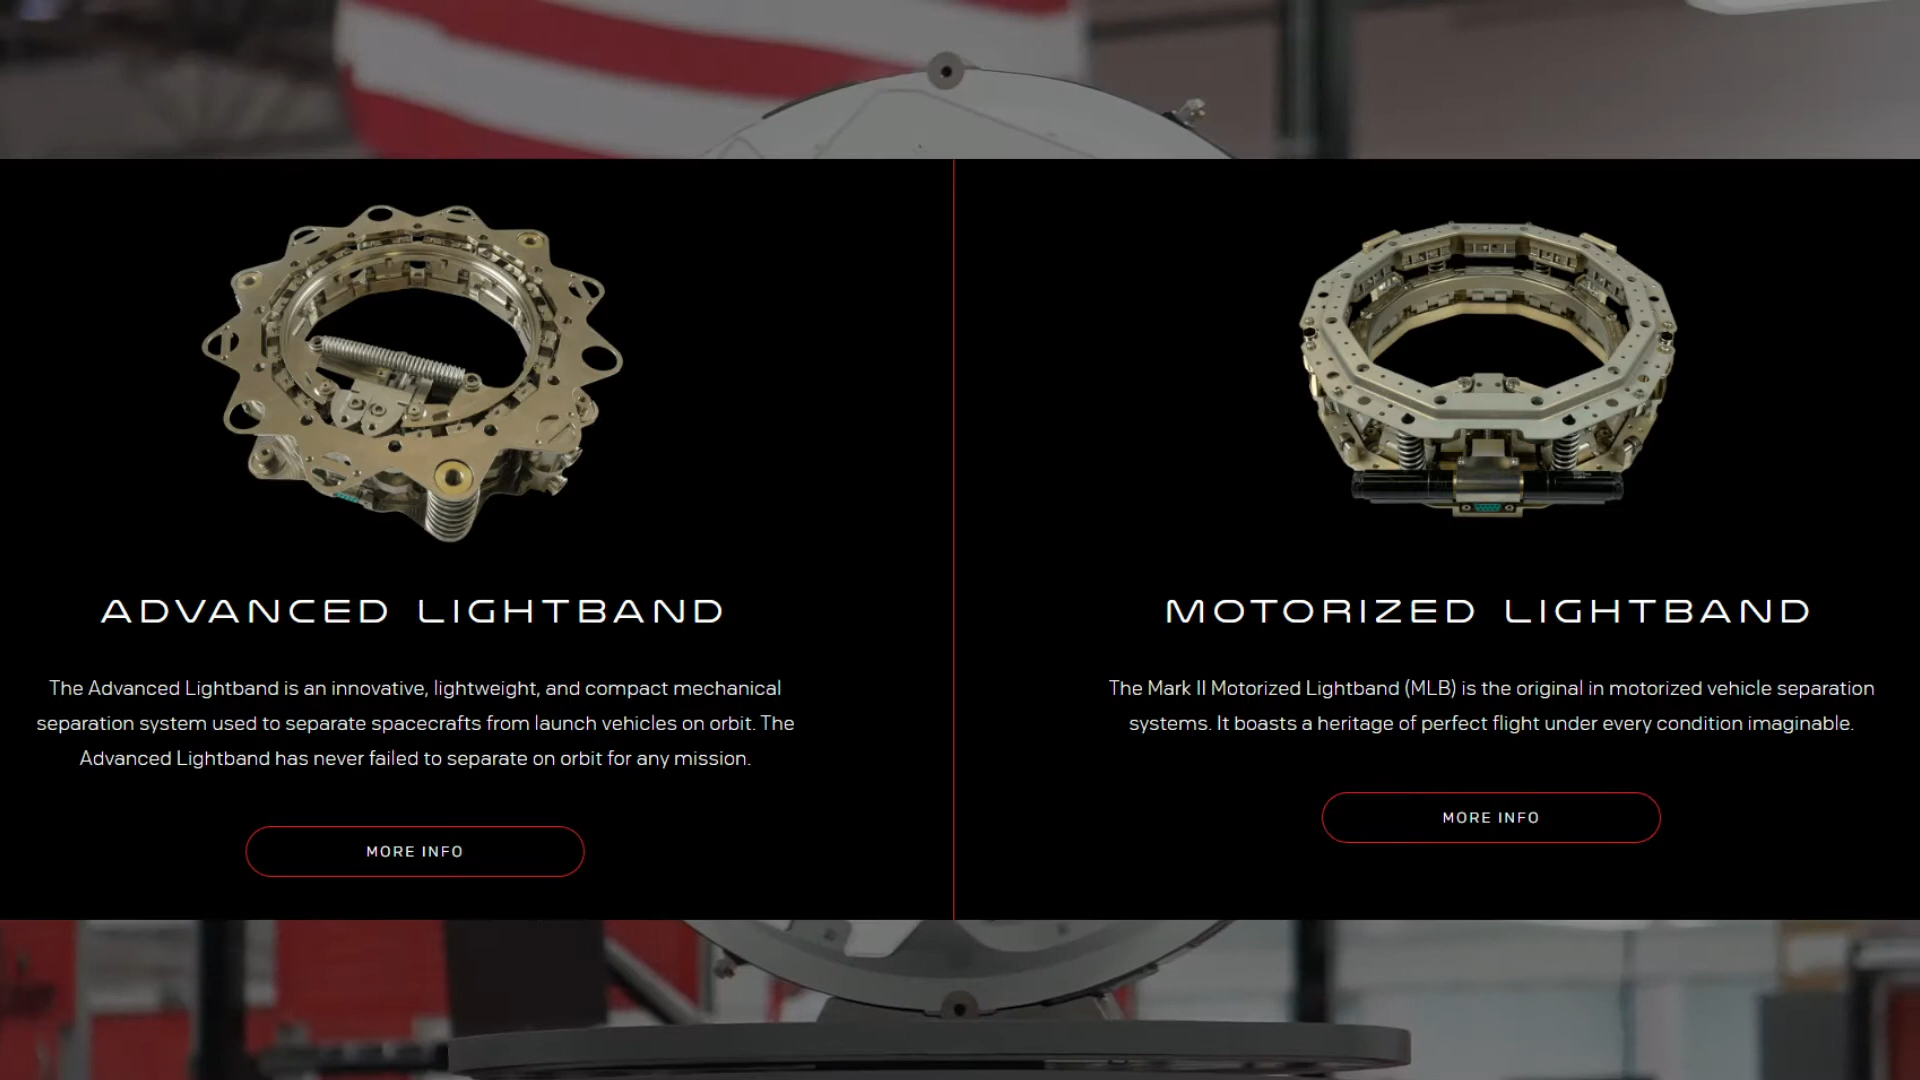 ADVANCED LIGHTBAND
The Advanced Lightband is an innovative, lightweight, and compact mechanical
separation system used to separate spacecrafts from launch vehicles on orbit. The
Advanced Lightband has never failed to separate on orbit for any mission.
MORE INFO
MOTORIZED LIGHTBAND
The Mark II Motorized Lightband (MLB) is the original in motorized vehicle separation
systems. It boasts a heritage of perfect flight under every condition imaginable.
MORE INFO